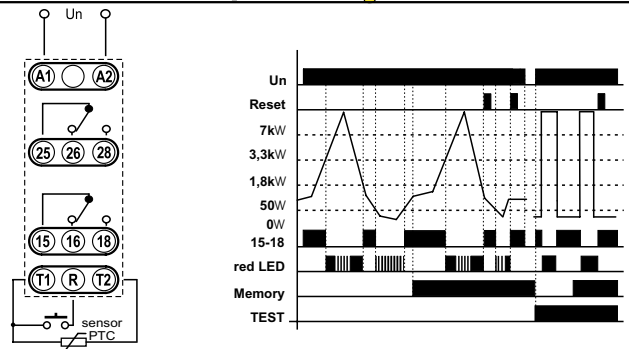 Un
A1 A2
25 26 28
15 16 18
T1 R T2
sensor
PTC
Un
Reset
7kW
3,3kW
1,8kW
50W
0W
15-18
red LED
Memory
TEST